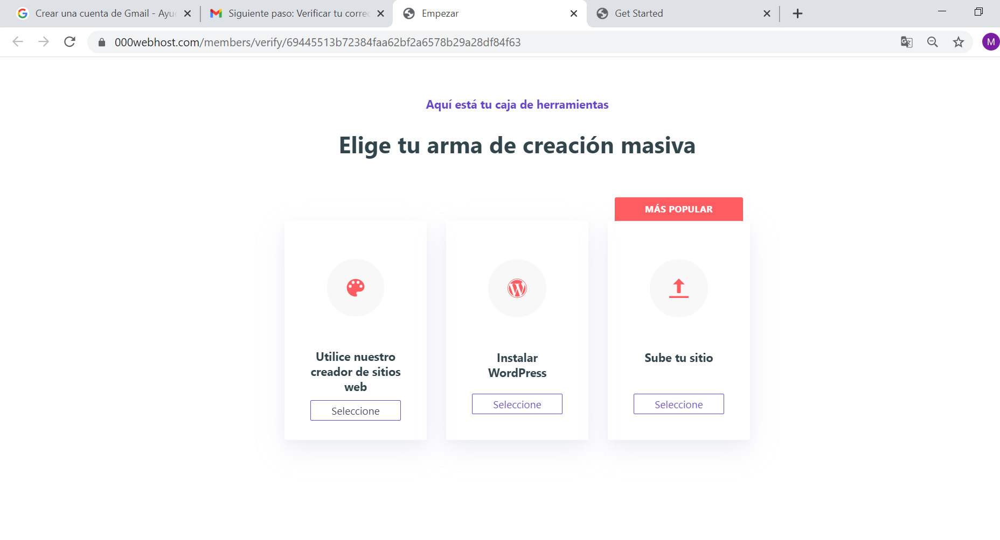 Crear una cuenta de Gmail - Ayu
Siguiente paso: Verificar tu corre
Empezar
Get Started
000webhost.com/members/verify/69445513b72384faa62bf2a6578b29a28df84f63
M
Aquí está tu caja de herramientas
Elige tu arma de creación masiva
MÁS POPULAR
Utilice nuestro
creador de sitios
web
Seleccione
Instalar
WordPress
Seleccione
Sube tu sitio
Seleccione